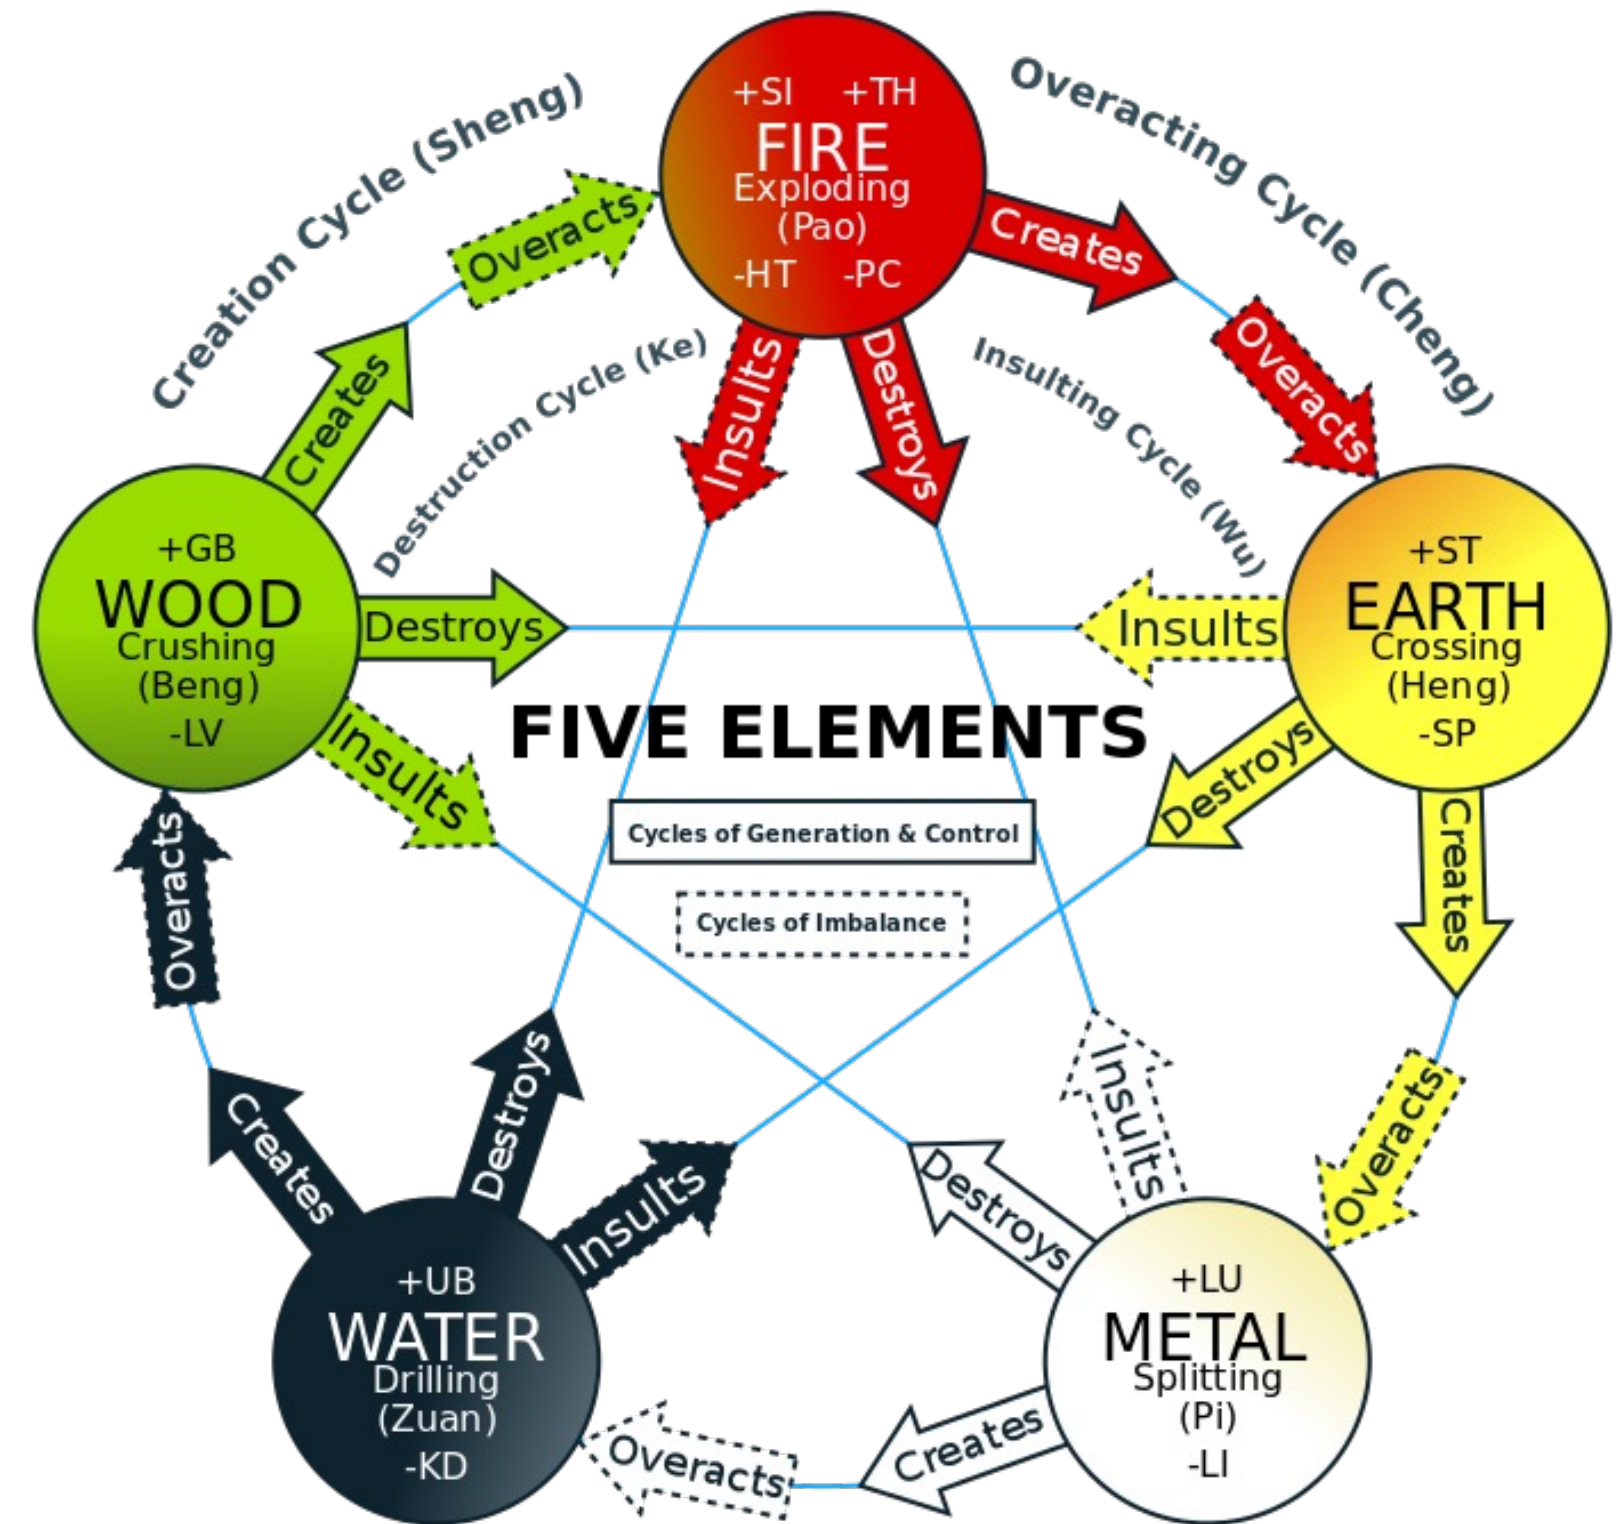 Creation Cycle (Sheng)
Overacting Cycle (Cheng)
Destruction Cycle (Ke)
Insulting Cycle (Wu)
+SI +TH
FIRE
Exploding
(Pao)
-HT -PC
Creates
Overacts
Insults
Destroys
+ST
EARTH
Crossing
(Heng)
-SP
Insults
Destroys
Creates
Overacts
+LU
METAL
Splitting
(Pi)
-LI
Insults
Destroys
Creates
Overacts
+UB
WATER
Drilling
(Zuan)
-KD
Insults
Destroys
Creates
Overacts
+GB
WOOD
Crushing
(Beng)
-LV
Creates
Overacts
Destroys
Insults
FIVE ELEMENTS
Cycles of Generation & Control
Cycles of Imbalance